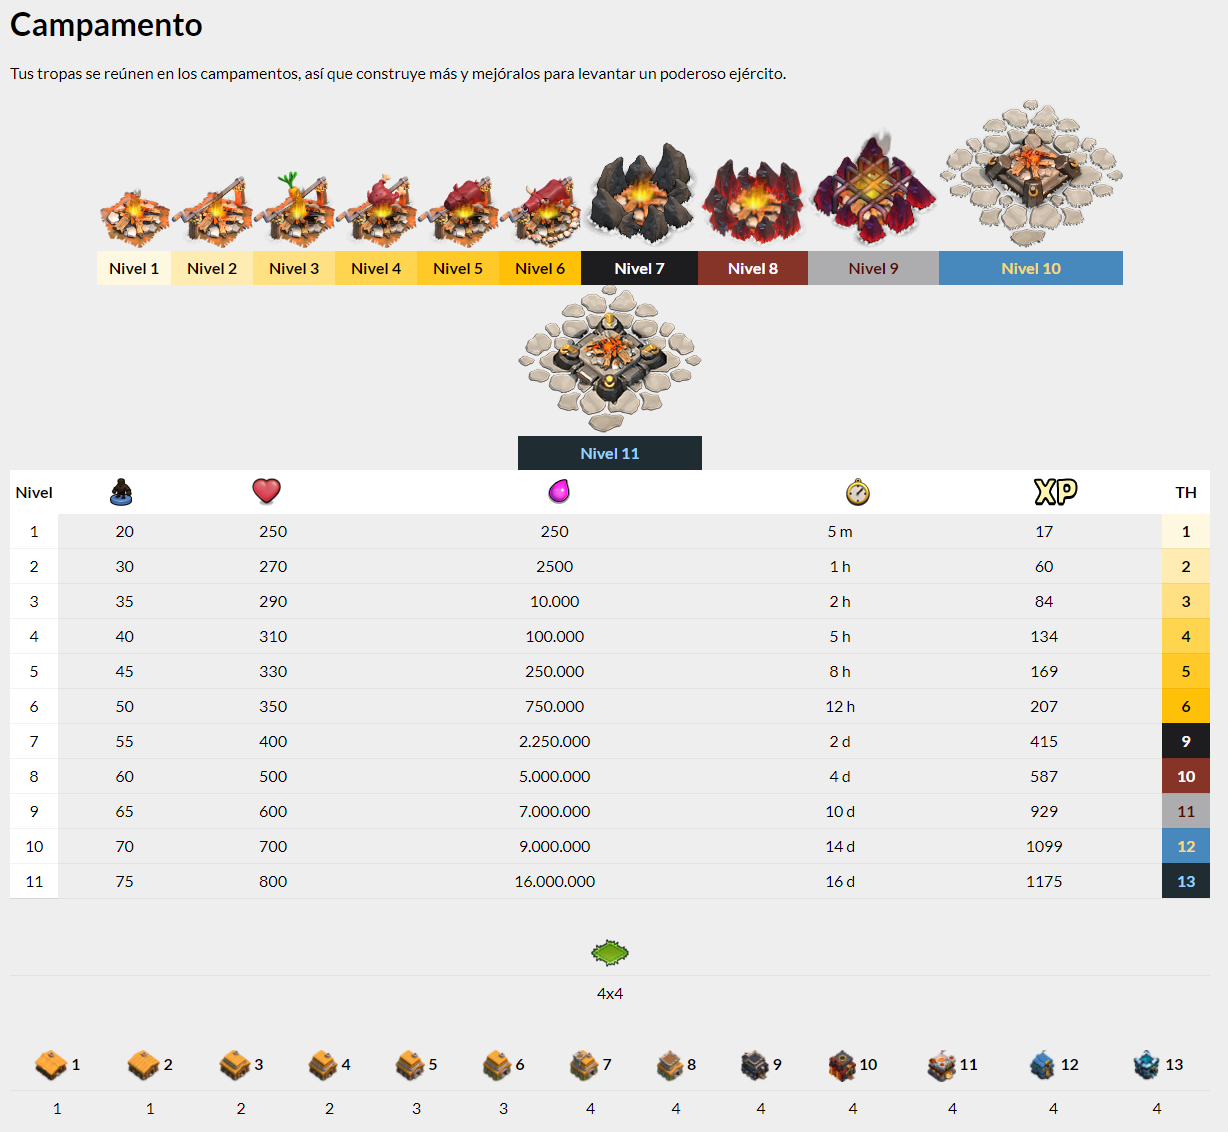 Campamento
Tus tropas se reúnen en los campamentos, así que construye más y mejóralos para levantar un poderoso ejército.
Nivel 1 Nivel 2 Nivel 3 Nivel 4 Nivel 5 Nivel 6 Nivel 7 Nivel 8 Nivel 9 Nivel 10
Nivel 11
Nivel XP TH
1 20 250 250 5 m 17 1
2 30 270 2500 1 h 60 2
3 35 290 10.000 2 h 84 3
4 40 310 100.000 5 h 134 4
5 45 330 250.000 8 h 169 5
6 50 350 750.000 12 h 207 6
7 55 400 2.250.000 2 d 415 9
8 60 500 5.000.000 4 d 587 10
9 65 600 7.000.000 10 d 929 11
10 70 700 9.000.000 14 d 1099 12
11 75 800 16.000.000 16 d 1175 13
4x4
1 2 3 4 5 6 7 8 9 10 11 12 13
1 1 2 2 3 3 4 4 4 4 4 4 4